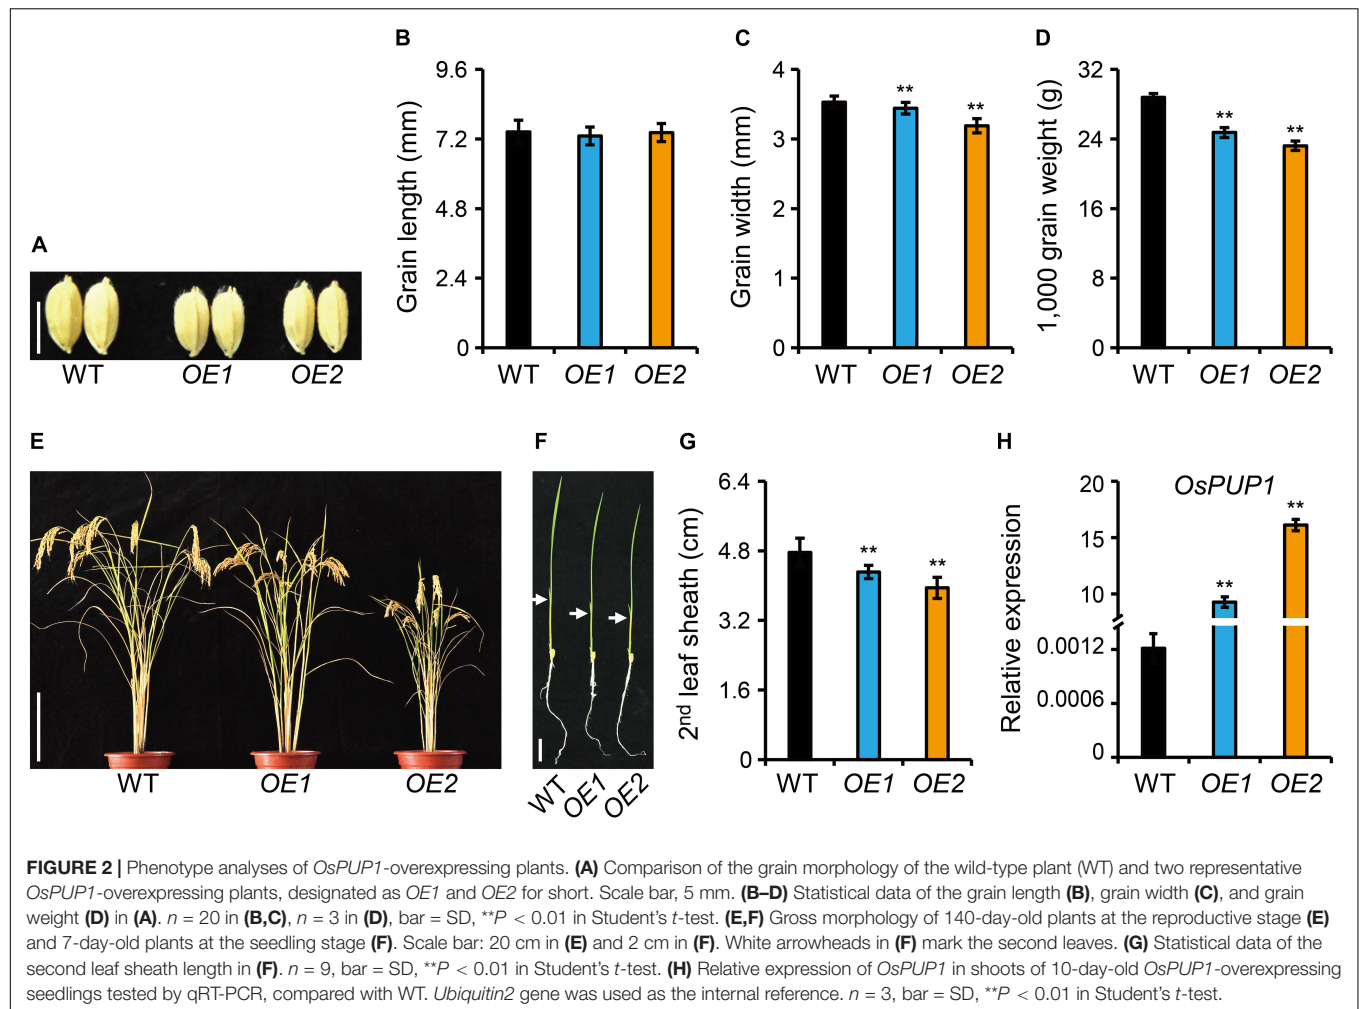 A
WT OE1 OE2
B
Grain length (mm)
9.6
7.2
4.8
2.4
0
WT OE1 OE2
C
Grain width (mm)
4
3
2
1
0
** **
WT OE1 OE2
D
1,000 grain weight (g)
32
24
16
8
0
** **
WT OE1 OE2
E
WT OE1 OE2
F
WT OE1 OE2
G
2nd leaf sheath (cm)
6.4
4.8
3.2
1.6
0
** **
WT OE1 OE2
H
OsPUP1
Relative expression
20
15
10
0.0012
0.0006
0
** **
WT OE1 OE2
FIGURE 2 | Phenotype analyses of OsPUP1-overexpressing plants. (A) Comparison of the grain morphology of the wild-type plant (WT) and two representative
OsPUP1-overexpressing plants, designated as OE1 and OE2 for short. Scale bar, 5 mm. (B–D) Statistical data of the grain length (B), grain width (C), and grain
weight (D) in (A). n = 20 in (B,C), n = 3 in (D), bar = SD, **P < 0.01 in Student's t-test. (E,F) Gross morphology of 140-day-old plants at the reproductive stage (E)
and 7-day-old plants at the seedling stage (F). Scale bar: 20 cm in (E) and 2 cm in (F). White arrowheads in (F) mark the second leaves. (G) Statistical data of the
second leaf sheath length in (F). n = 9, bar = SD, **P < 0.01 in Student's t-test. (H) Relative expression of OsPUP1 in shoots of 10-day-old OsPUP1-overexpressing
seedlings tested by qRT-PCR, compared with WT. Ubiquitin2 gene was used as the internal reference. n = 3, bar = SD, **P < 0.01 in Student's t-test.